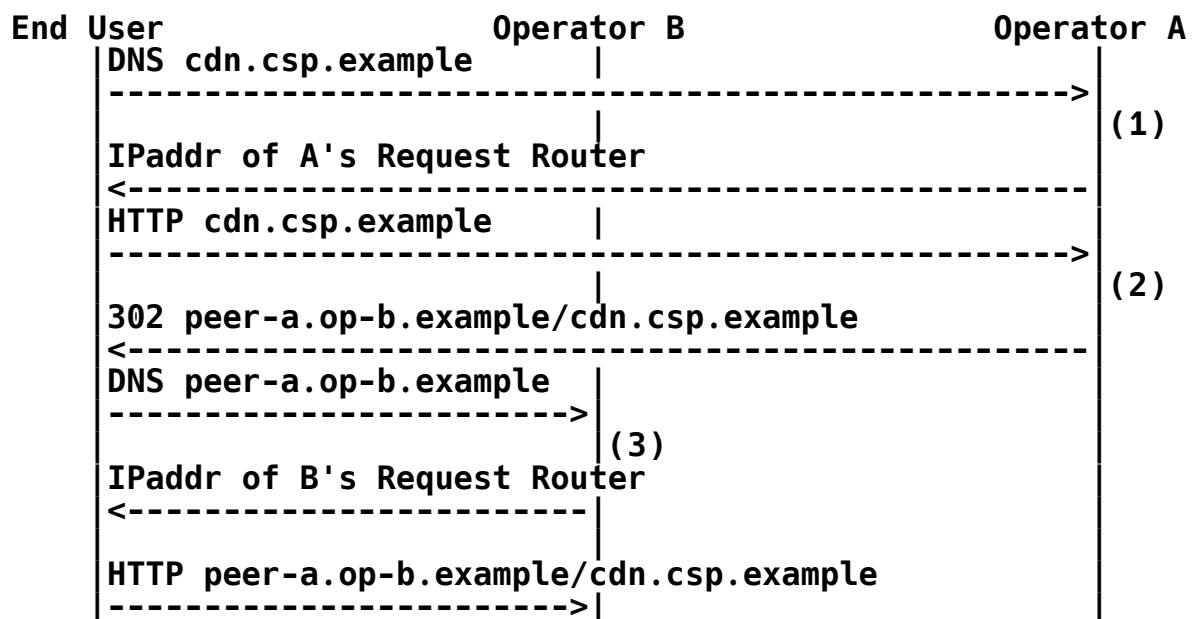 End User Operator B Operator A
DNS cdn.csp.example
(1)
IPaddr of A's Request Router
HTTP cdn.csp.example
(2)
302 peer-a.op-b.example/cdn.csp.example
DNS peer-a.op-b.example
(3)
IPaddr of B's Request Router
HTTP peer-a.op-b.example/cdn.csp.example